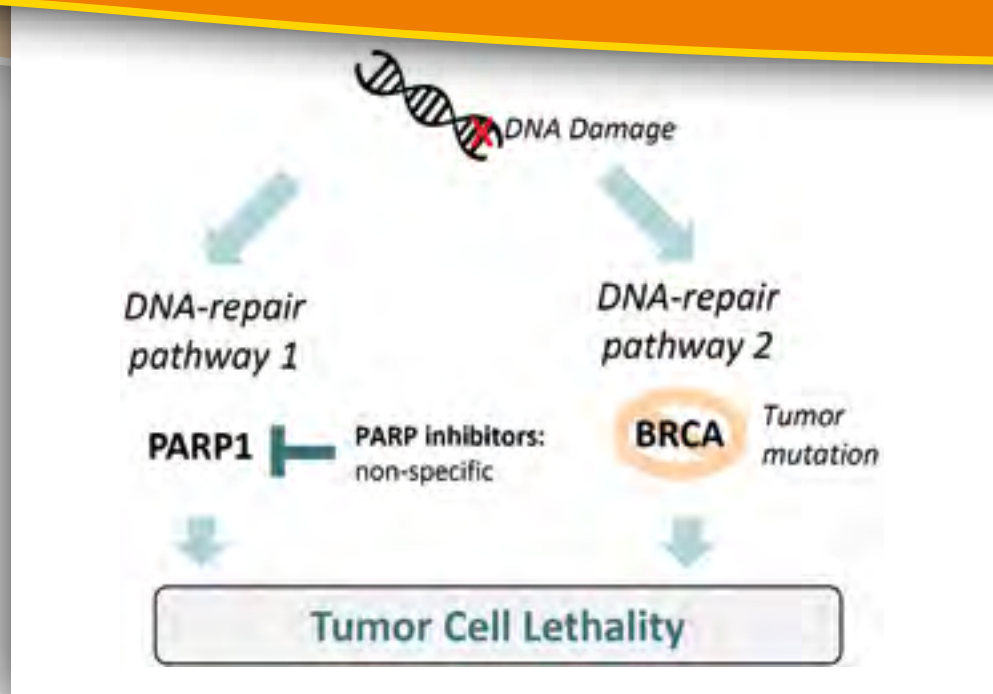 DNA Damage
DNA-repair
pathway 1
DNA-repair
pathway 2
PARP1
PARP inhibitors:
non-specific
BRCA
Tumor
mutation
Tumor Cell Lethality